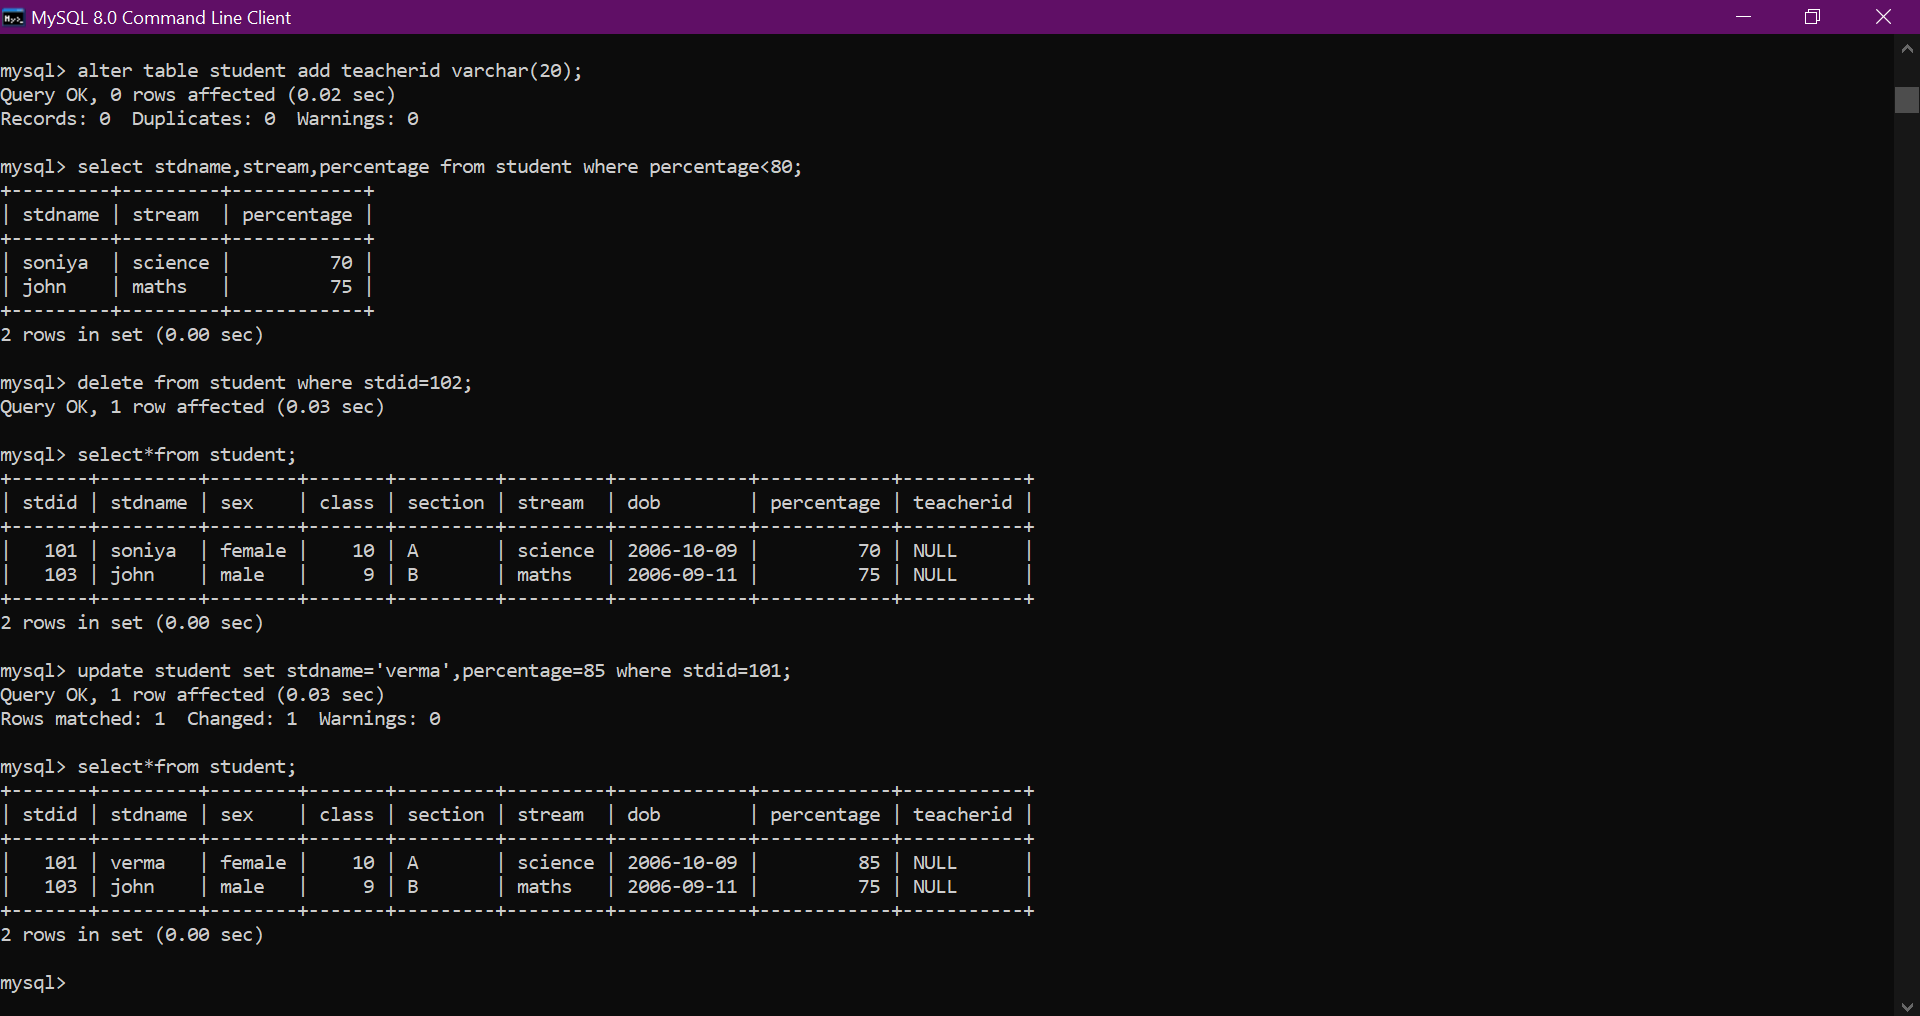 MySQL 8.0 Command Line Client
mysql> alter table student add teacherid varchar(20);
Query OK, 0 rows affected (0.02 sec)
Records: 0  Duplicates: 0  Warnings: 0
mysql> select stdname,stream,percentage from student where percentage<80;
+---------+---------+------------+
| stdname | stream  | percentage |
+---------+---------+------------+
| soniya  | science |         70 |
| john    | maths   |         75 |
+---------+---------+------------+
2 rows in set (0.00 sec)
mysql> delete from student where stdid=102;
Query OK, 1 row affected (0.03 sec)
mysql> select*from student;
+-------+---------+--------+-------+---------+---------+------------+------------+-----------+
| stdid | stdname | sex    | class | section | stream  | dob        | percentage | teacherid |
+-------+---------+--------+-------+---------+---------+------------+------------+-----------+
|   101 | soniya  | female |    10 | A       | science | 2006-10-09 |         70 | NULL      |
|   103 | john    | male   |     9 | B       | maths   | 2006-09-11 |         75 | NULL      |
+-------+---------+--------+-------+---------+---------+------------+------------+-----------+
2 rows in set (0.00 sec)
mysql> update student set stdname='verma',percentage=85 where stdid=101;
Query OK, 1 row affected (0.03 sec)
Rows matched: 1  Changed: 1  Warnings: 0
mysql> select*from student;
+-------+---------+--------+-------+---------+---------+------------+------------+-----------+
| stdid | stdname | sex    | class | section | stream  | dob        | percentage | teacherid |
+-------+---------+--------+-------+---------+---------+------------+------------+-----------+
|   101 | verma   | female |    10 | A       | science | 2006-10-09 |         85 | NULL      |
|   103 | john    | male   |     9 | B       | maths   | 2006-09-11 |         75 | NULL      |
+-------+---------+--------+-------+---------+---------+------------+------------+-----------+
2 rows in set (0.00 sec)
mysql>